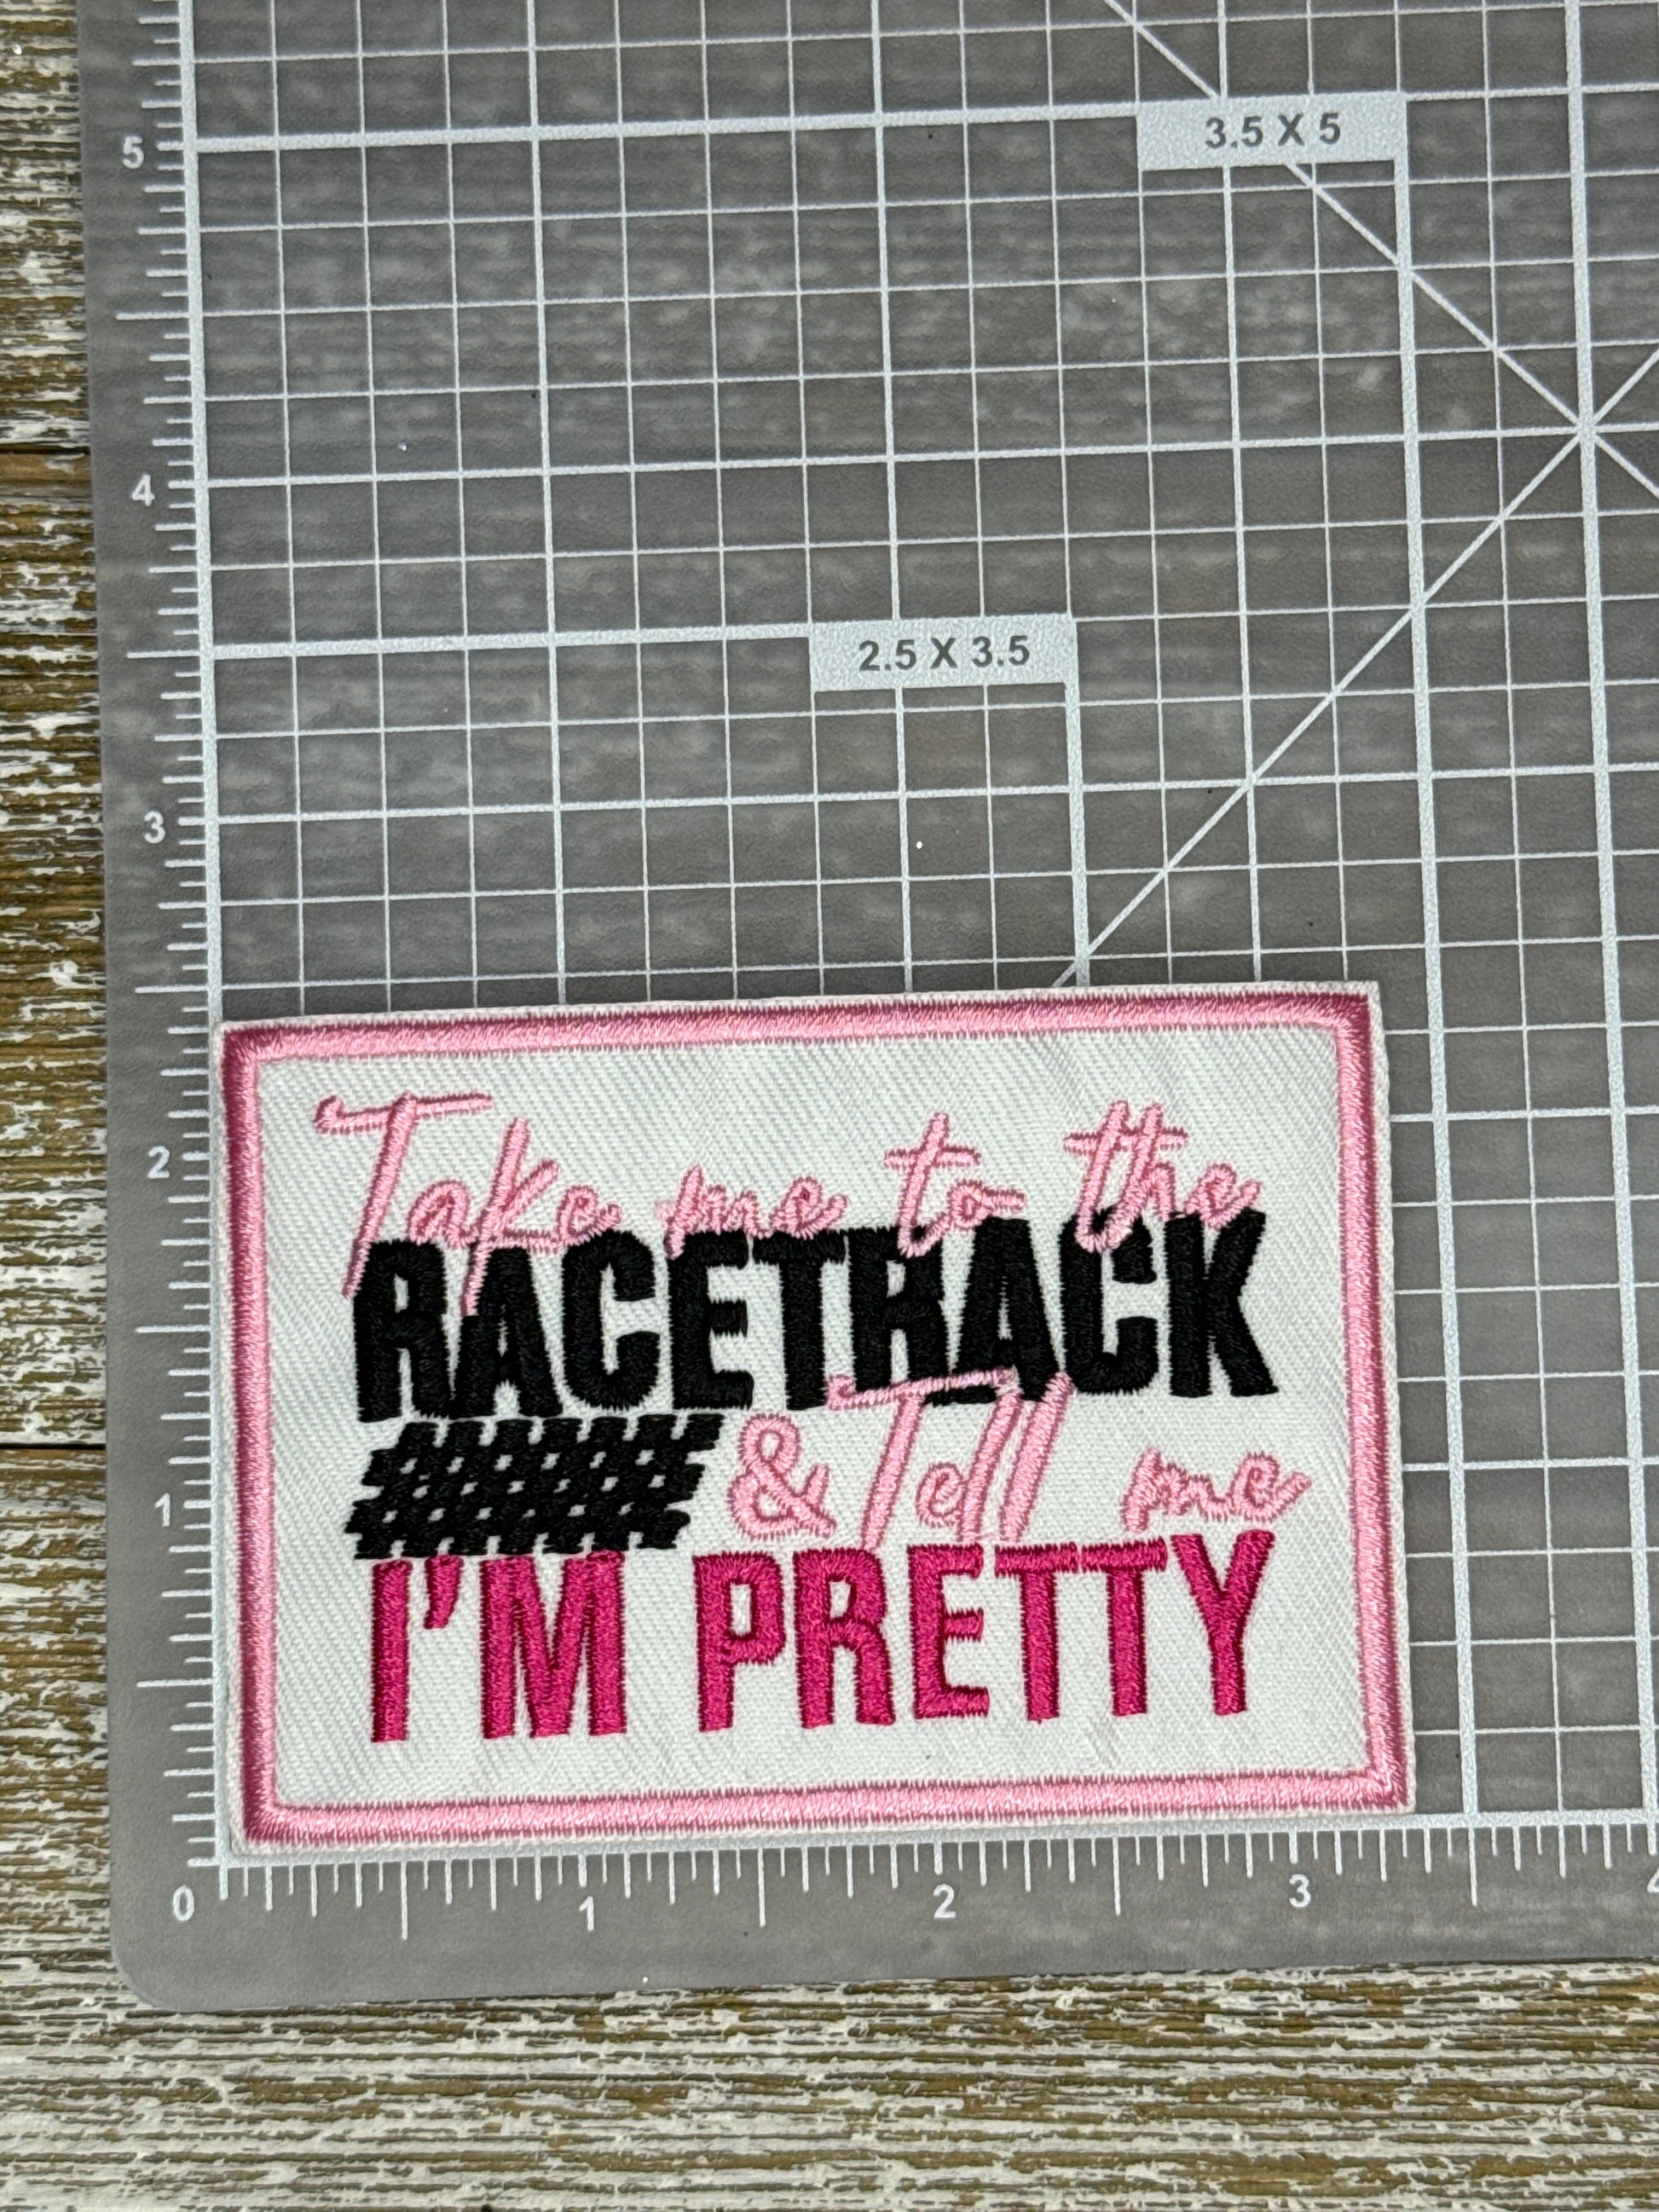 3.5 X 5
5
4
2.5 X 3.5
3
Take me to the
2
RACETRACK
& Tell me
1
I'M PRETTY
0 1 2 3 4